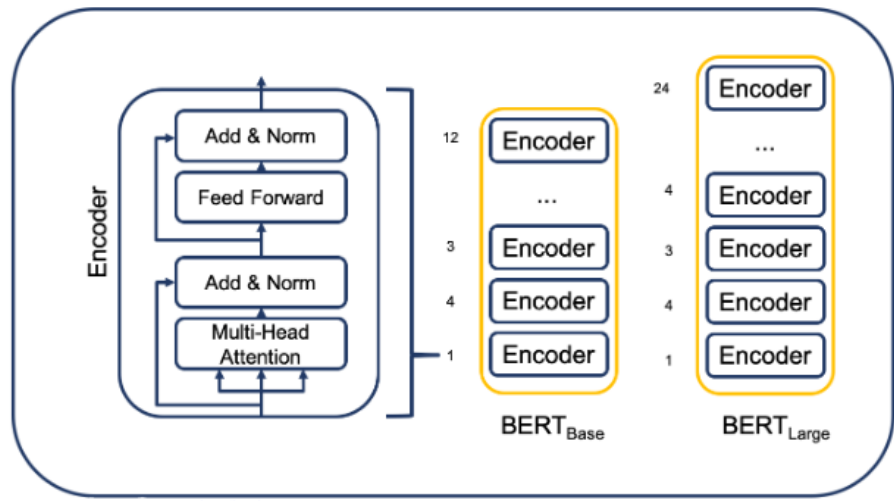 Encoder
Add & Norm
Feed Forward
Add & Norm
Multi-Head
Attention
12
Encoder
...
3
Encoder
4
Encoder
1
Encoder
BERTBase
24
Encoder
...
4
Encoder
3
Encoder
4
Encoder
1
Encoder
BERTLarge